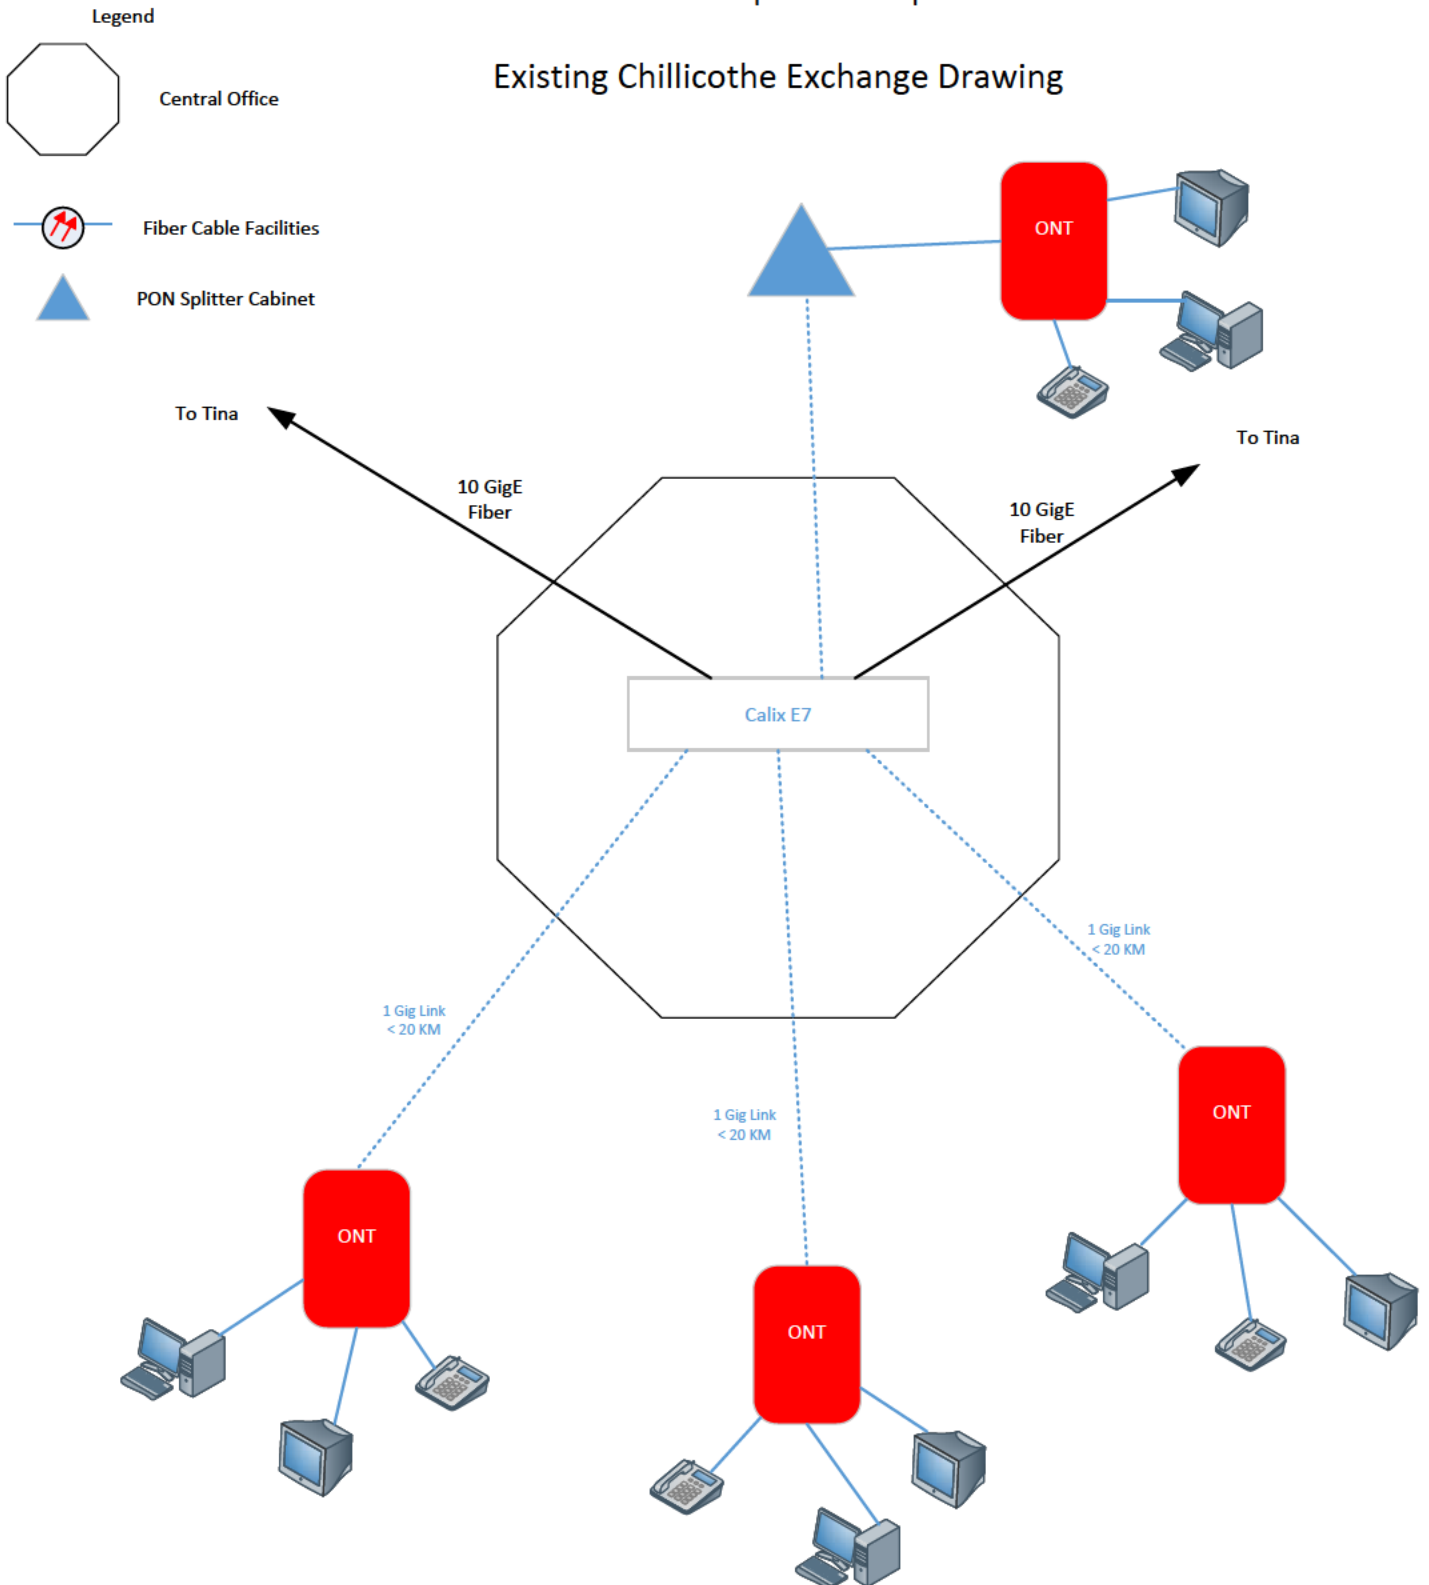 Legend
Existing Chillicothe Exchange Drawing
Central Office
Fiber Cable Facilities
PON Splitter Cabinet
ONT
To Tina
To Tina
10 GigE
Fiber
10 GigE
Fiber
Calix E7
1 Gig Link
< 20 KM
1 Gig Link
< 20 KM
1 Gig Link
< 20 KM
ONT
ONT
ONT